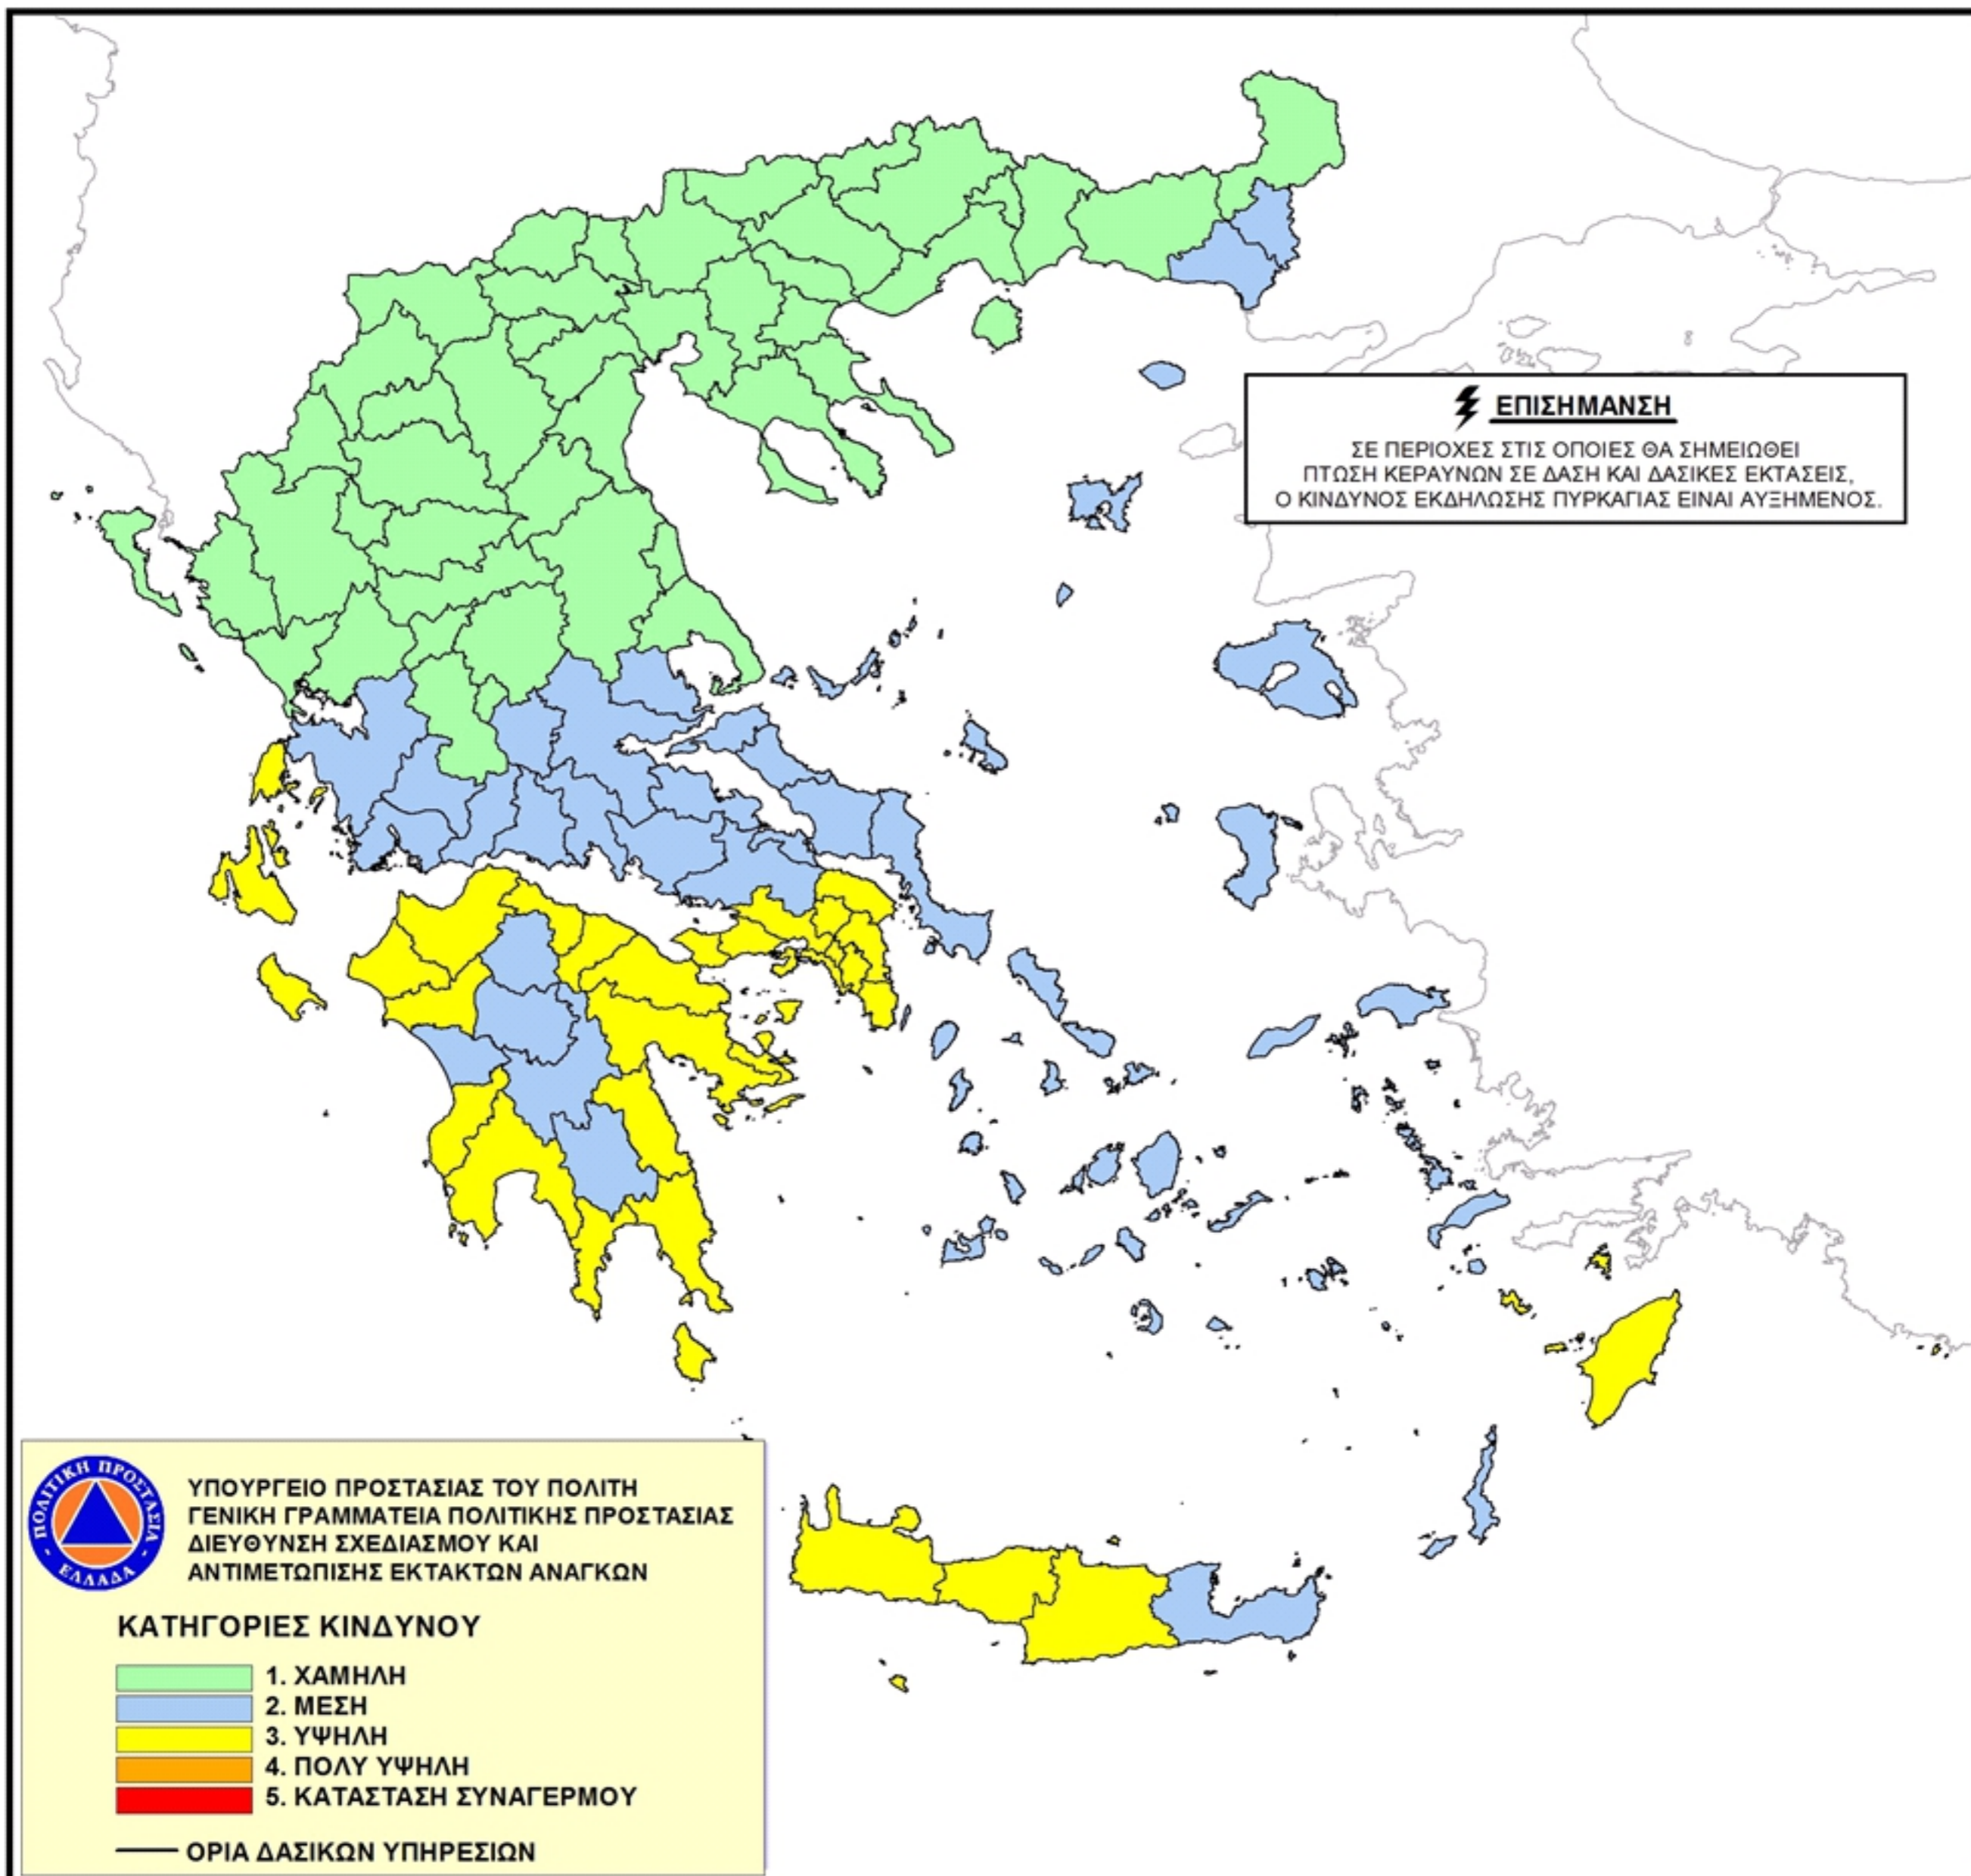 ΕΠΙΣΗΜΑΝΣΗ
ΣΕ ΠΕΡΙΟΧΕΣ ΣΤΙΣ ΟΠΟΙΕΣ ΘΑ ΣΗΜΕΙΩΘΕΙ
ΠΤΩΣΗ ΚΕΡΑΥΝΩΝ ΣΕ ΔΑΣΗ ΚΑΙ ΔΑΣΙΚΕΣ ΕΚΤΑΣΕΙΣ,
Ο ΚΙΝΔΥΝΟΣ ΕΚΔΗΛΩΣΗΣ ΠΥΡΚΑΓΙΑΣ ΕΙΝΑΙ ΑΥΞΗΜΕΝΟΣ.
ΠΟΛΙΤΙΚΗ ΠΡΟΣΤΑΣΙΑ
- ΕΛΛΑΔΑ -
ΥΠΟΥΡΓΕΙΟ ΠΡΟΣΤΑΣΙΑΣ ΤΟΥ ΠΟΛΙΤΗ
ΓΕΝΙΚΗ ΓΡΑΜΜΑΤΕΙΑ ΠΟΛΙΤΙΚΗΣ ΠΡΟΣΤΑΣΙΑΣ
ΔΙΕΥΘΥΝΣΗ ΣΧΕΔΙΑΣΜΟΥ ΚΑΙ
ΑΝΤΙΜΕΤΩΠΙΣΗΣ ΕΚΤΑΚΤΩΝ ΑΝΑΓΚΩΝ
ΚΑΤΗΓΟΡΙΕΣ ΚΙΝΔΥΝΟΥ
1. ΧΑΜΗΛΗ
2. ΜΕΣΗ
3. ΥΨΗΛΗ
4. ΠΟΛΥ ΥΨΗΛΗ
5. ΚΑΤΑΣΤΑΣΗ ΣΥΝΑΓΕΡΜΟΥ
ΟΡΙΑ ΔΑΣΙΚΩΝ ΥΠΗΡΕΣΙΩΝ